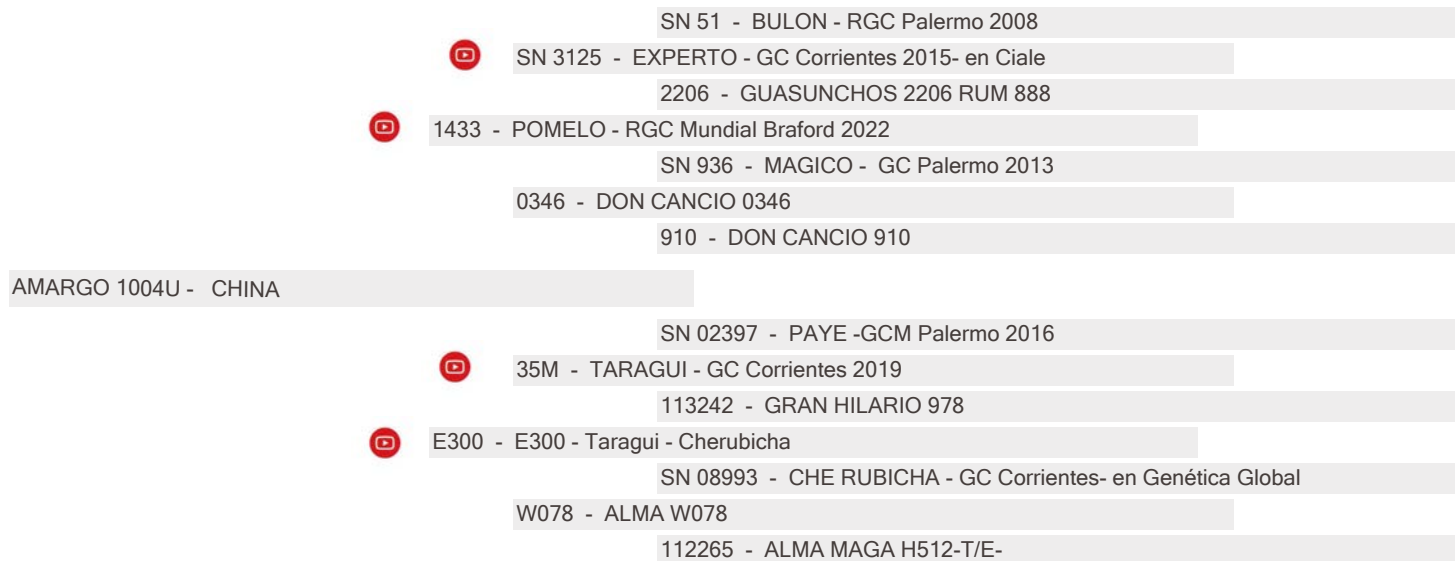 SN 51 - BULON - RGC Palermo 2008
SN 3125 - EXPERTO - GC Corrientes 2015- en Ciale
2206 - GUASUNCHOS 2206 RUM 888
1433 - POMELO - RGC Mundial Braford 2022
SN 936 - MAGICO - GC Palermo 2013
0346 - DON CANCIO 0346
910 - DON CANCIO 910
AMARGO 1004U - CHINA
SN 02397 - PAYE -GCM Palermo 2016
35M - TARAGUI - GC Corrientes 2019
113242 - GRAN HILARIO 978
E300 - E300 - Taragui - Cherubicha
SN 08993 - CHE RUBICHA - GC Corrientes- en Genética Global
W078 - ALMA W078
112265 - ALMA MAGA H512-T/E-